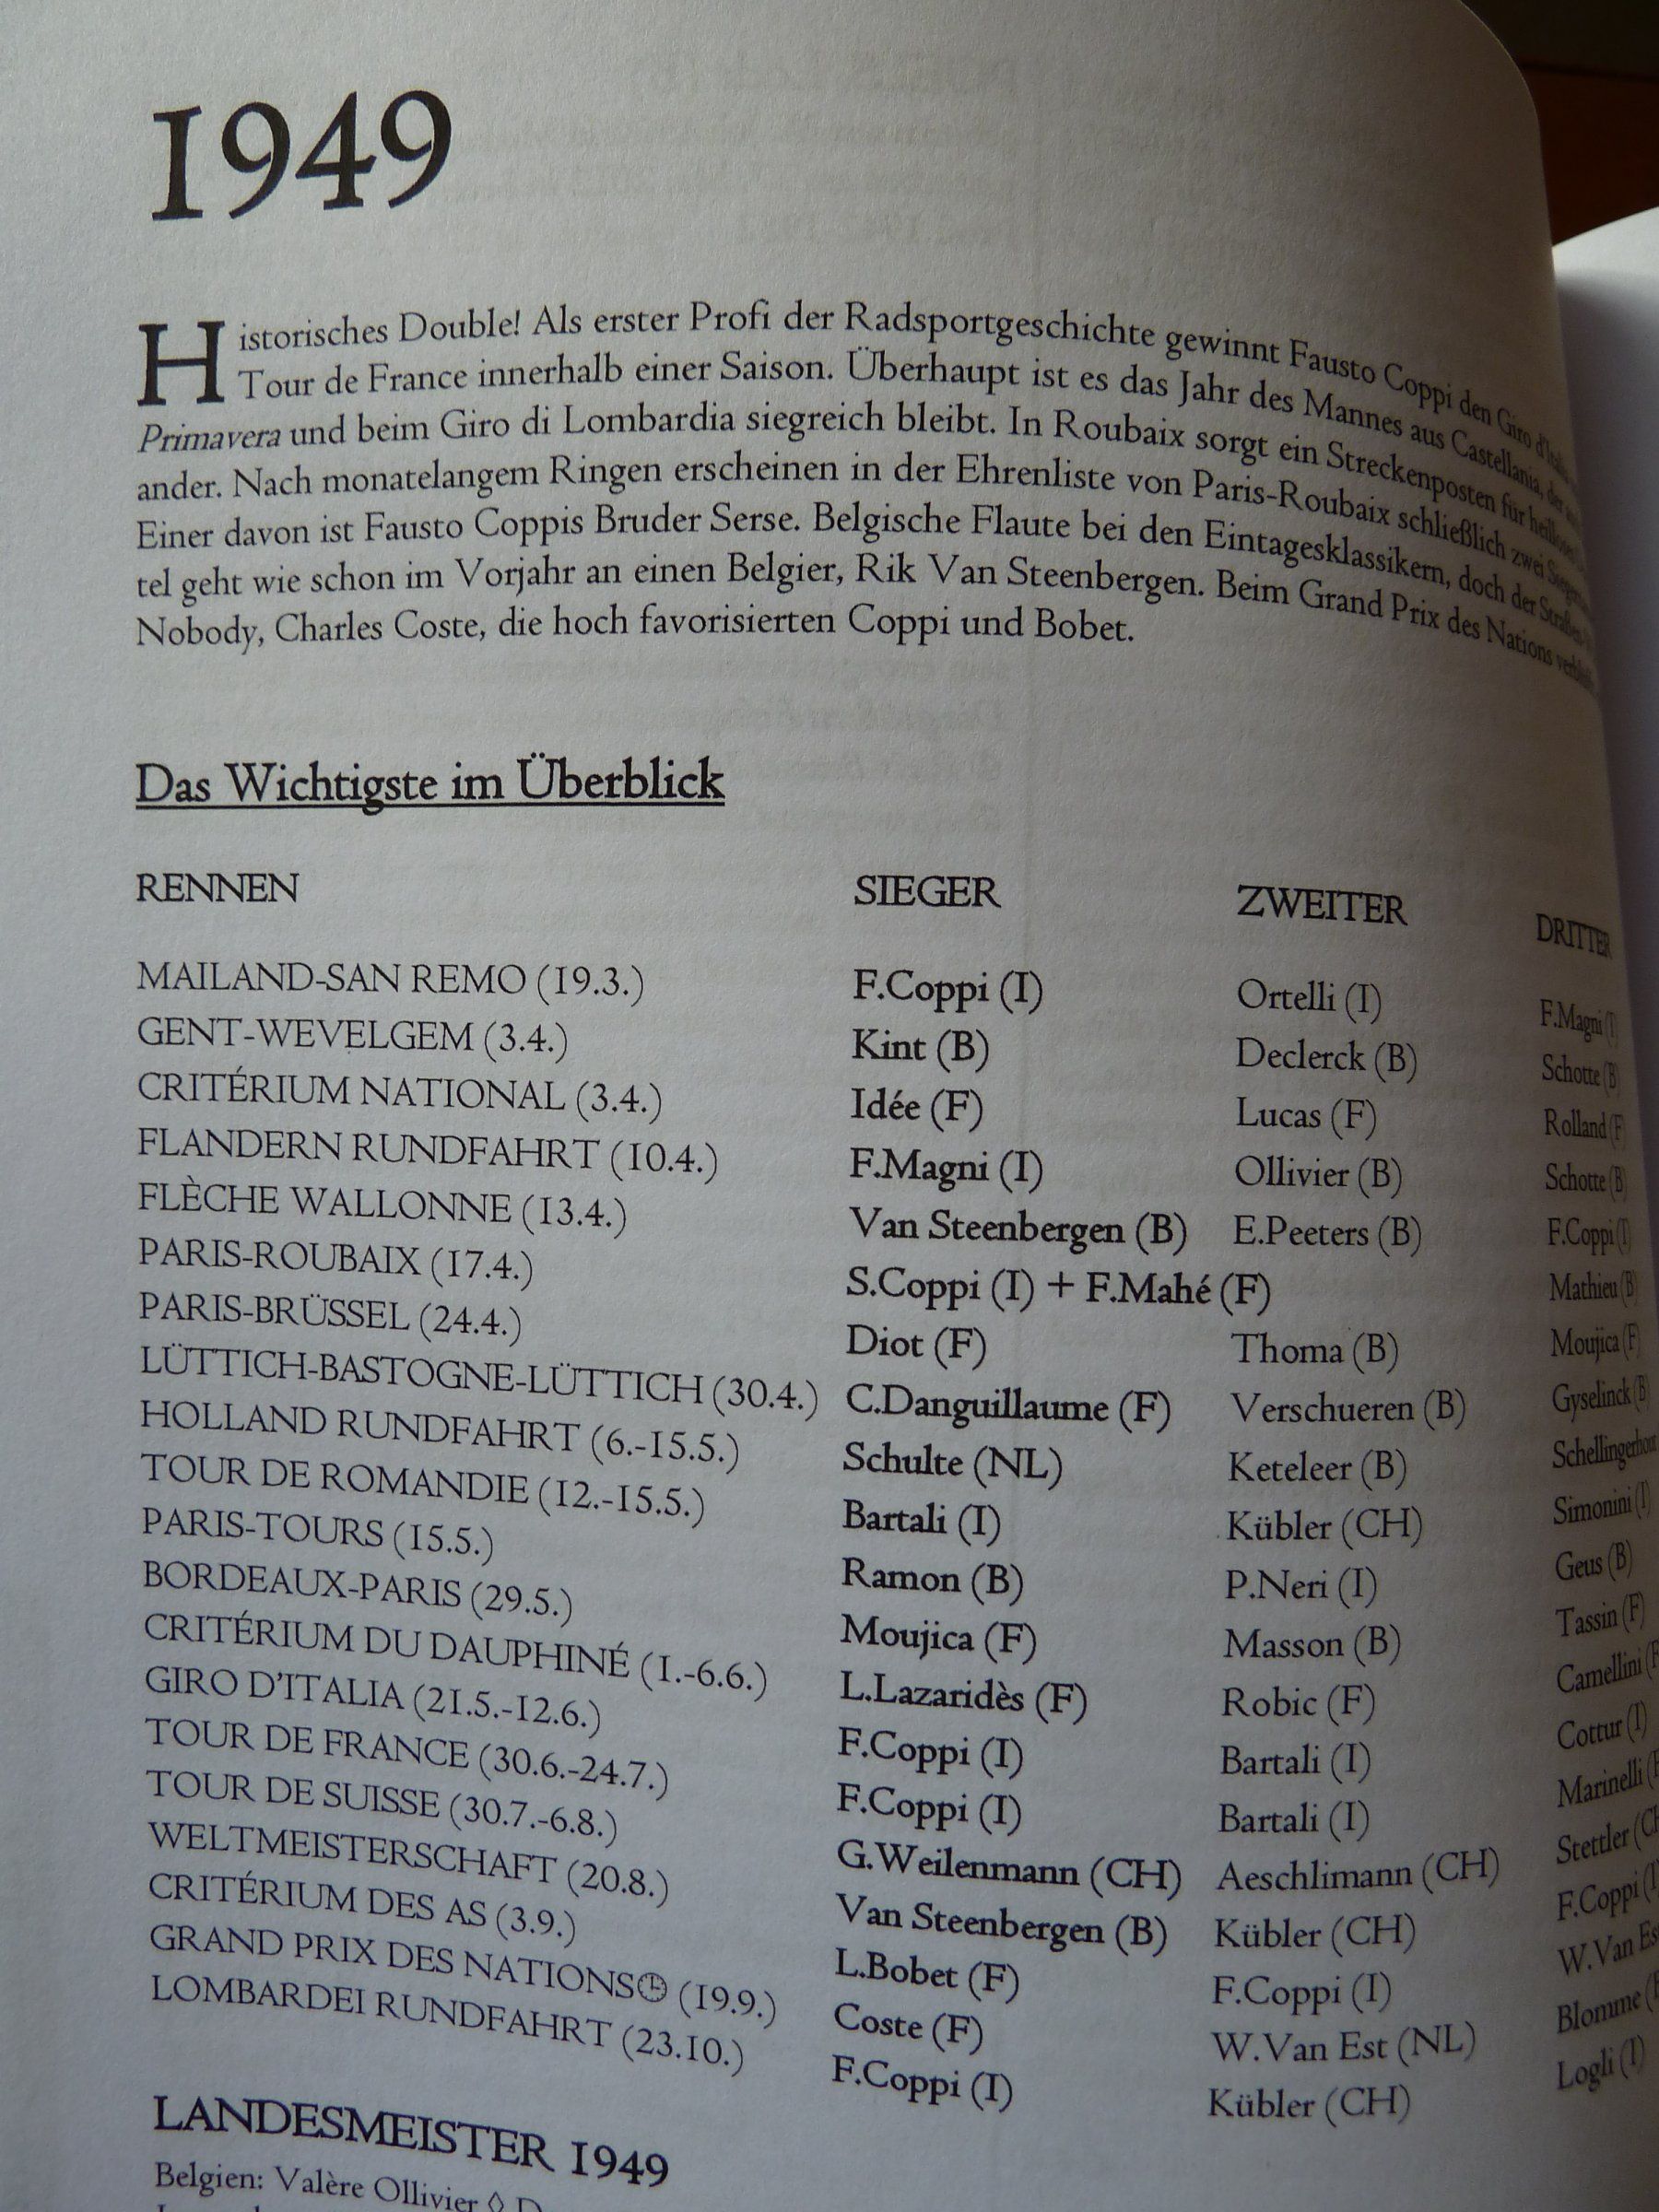 1949
Historisches Double! Als erster Profi der Radsportgeschichte gewinnt Fausto Coppi den Giro d'Italia
Tour de France innerhalb einer Saison. Überhaupt ist es das Jahr des Mannes aus Castellania, der
Primavera und beim Giro di Lombardia siegreich bleibt. In Roubaix sorgt ein Streckenposten für
ander. Nach monatelangem Ringen erscheinen in der Ehrenliste von Paris-Roubaix schließlich zwei
Einer davon ist Fausto Coppis Bruder Serse. Belgische Flaute bei den Eintagesklassikern, doch der
tel geht wie schon im Vorjahr an einen Belgier, Rik Van Steenbergen. Beim Grand Prix des Nations
Nobody, Charles Coste, die hoch favorisierten Coppi und Bobet.
Das Wichtigste im Überblick
RENNEN SIEGER ZWEITER DRITTER
MAILAND-SAN REMO (19.3.) F.Coppi (I) Ortelli (I) F.Magni (I)
GENT-WEVELGEM (3.4.) Kint (B) Declerck (B) Schotte (B)
CRITÉRIUM NATIONAL (3.4.) Idée (F) Lucas (F) Rolland (F
FLANDERN RUNDFAHRT (10.4.) F.Magni (I) Ollivier (B) Schotte (B)
FLÈCHE WALLONNE (13.4.) Van Steenbergen (B) E.Peeters (B) F.Coppi (I)
PARIS-ROUBAIX (17.4.) S.Coppi (I) + F.Mahé (F) Mathieu (B)
PARIS-BRÜSSEL (24.4.) Diot (F) Thoma (B) Moujica (F)
LÜTTICH-BASTOGNE-LÜTTICH (30.4.) C.Danguillaume (F) Verschueren (B) Gyselinck (B)
HOLLAND RUNDFAHRT (6.-15.5.) Schulte (NL) Keteleer (B)
TOUR DE ROMANDIE (12.-15.5.) Bartali (I) Kübler (CH) Simonini (I)
PARIS-TOURS (15.5.) Ramon (B) P.Neri (I) Geus (B)
BORDEAUX-PARIS (29.5.) Moujica (F) Masson (B) Tassin (F)
CRITÉRIUM DU DAUPHINÉ (1.-6.6.) L.Lazaridès (F) Robic (F) Camellini (F
GIRO D'ITALIA (21.5.-12.6.) F.Coppi (I) Bartali (I) Cottur (I)
TOUR DE FRANCE (30.6.-24.7.) F.Coppi (I) Bartali (I) Marinelli (F
TOUR DE SUISSE (30.7.-6.8.) G.Weilenmann (CH) Aeschlimann (CH) Stettler (CH
WELTMEISTERSCHAFT (20.8.) Van Steenbergen (B) Kübler (CH) F.Coppi (I)
CRITÉRIUM DES AS (3.9.) L.Bobet (F) F.Coppi (I) W.Van Es
GRAND PRIX DES NATIONS (19.9.) Coste (F) W.Van Est (NL) Blomme (
LOMBARDEI RUNDFAHRT (23.10.) F.Coppi (I) Kübler (CH) Logli (I)
LANDESMEISTER 1949
Belgien: Valère Ollivier ◊